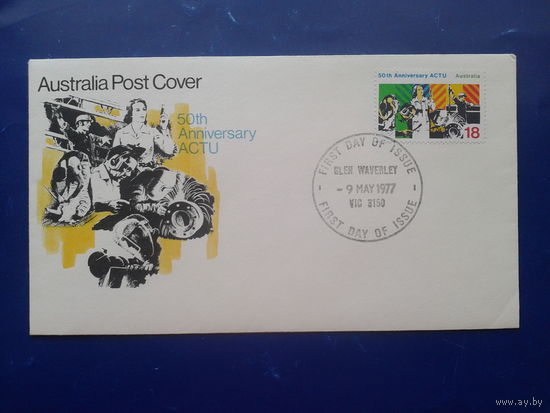 Australia Post Cover
50th
Anniversary
ACTU
50th Anniversary ACTU Australia
18
FIRST DAY OF ISSUE
GLEN WAVERLEY
- 9 MAY 1977
VIC 3150
FIRST DAY OF ISSUE
www.ay.by